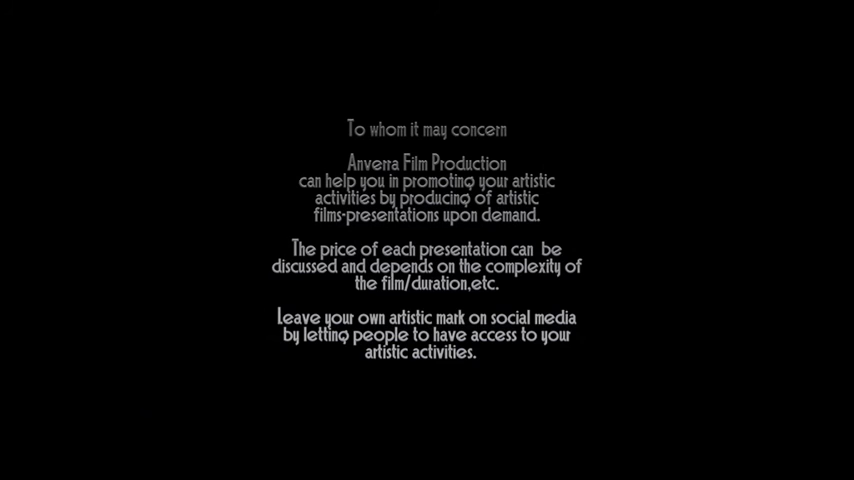 To whom it may concern
Anverra Film Production
can help you in promoting your artistic
activities by producing of artistic
films-presentations upon demand.
The price of each presentation can be
discussed and depends on the complexity of
the film/duration,etc.
Leave your own artistic mark on social media
by letting people to have access to your
artistic activities.